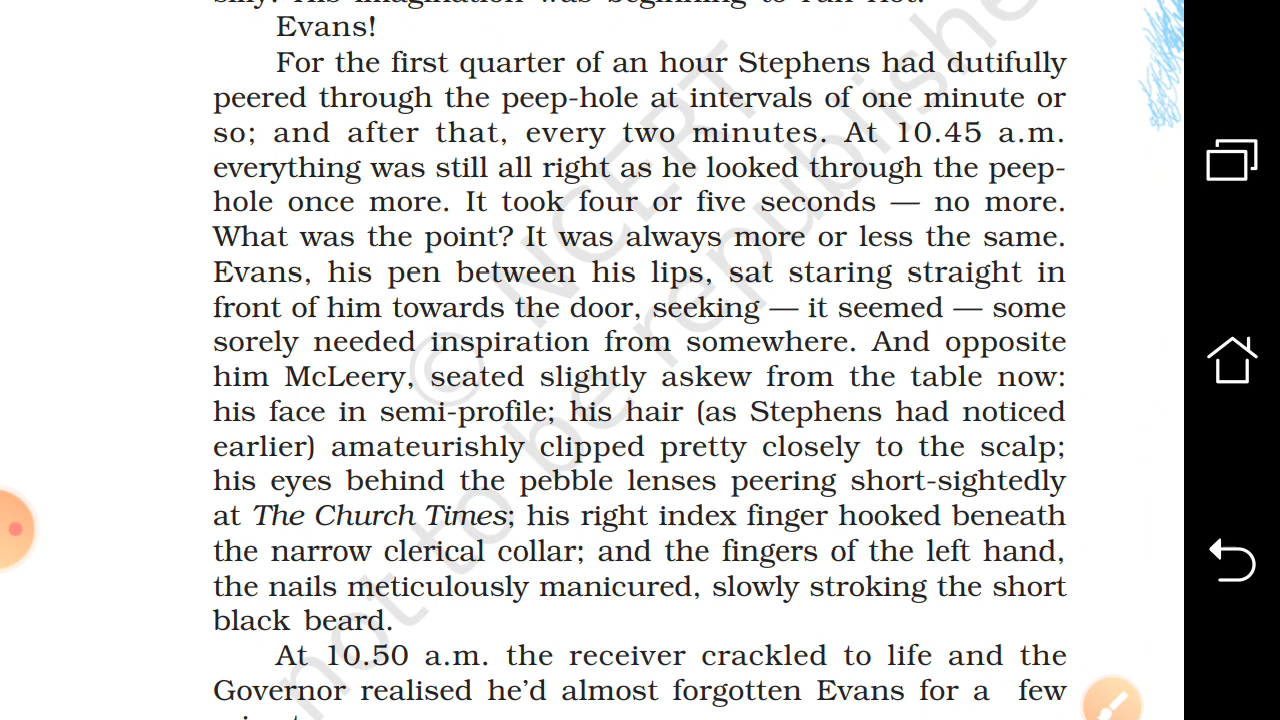 Evans!
For the first quarter of an hour Stephens had dutifully
peered through the peep-hole at intervals of one minute or
so; and after that, every two minutes. At 10.45 a.m.
everything was still all right as he looked through the peep-
hole once more. It took four or five seconds — no more.
What was the point? It was always more or less the same.
Evans, his pen between his lips, sat staring straight in
front of him towards the door, seeking — it seemed — some
sorely needed inspiration from somewhere. And opposite
him McLeery, seated slightly askew from the table now:
his face in semi-profile; his hair (as Stephens had noticed
earlier) amateurishly clipped pretty closely to the scalp;
his eyes behind the pebble lenses peering short-sightedly
at The Church Times; his right index finger hooked beneath
the narrow clerical collar; and the fingers of the left hand,
the nails meticulously manicured, slowly stroking the short
black beard.
At 10.50 a.m. the receiver crackled to life and the
Governor realised he'd almost forgotten Evans for a few
© NCERT
not to be republishe